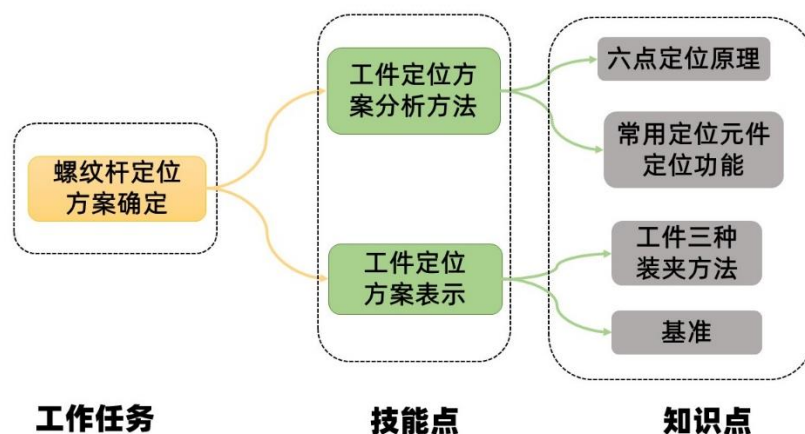 螺纹杆定位
方案确定
工件定位方
案分析方法
工件定位
方案表示
六点定位原理
常用定位元件
定位功能
工件三种
装夹方法
基准
工作任务
技能点
知识点